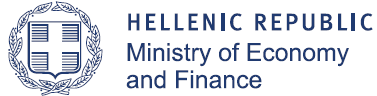 HELLENIC REPUBLIC
Ministry of Economy
and Finance